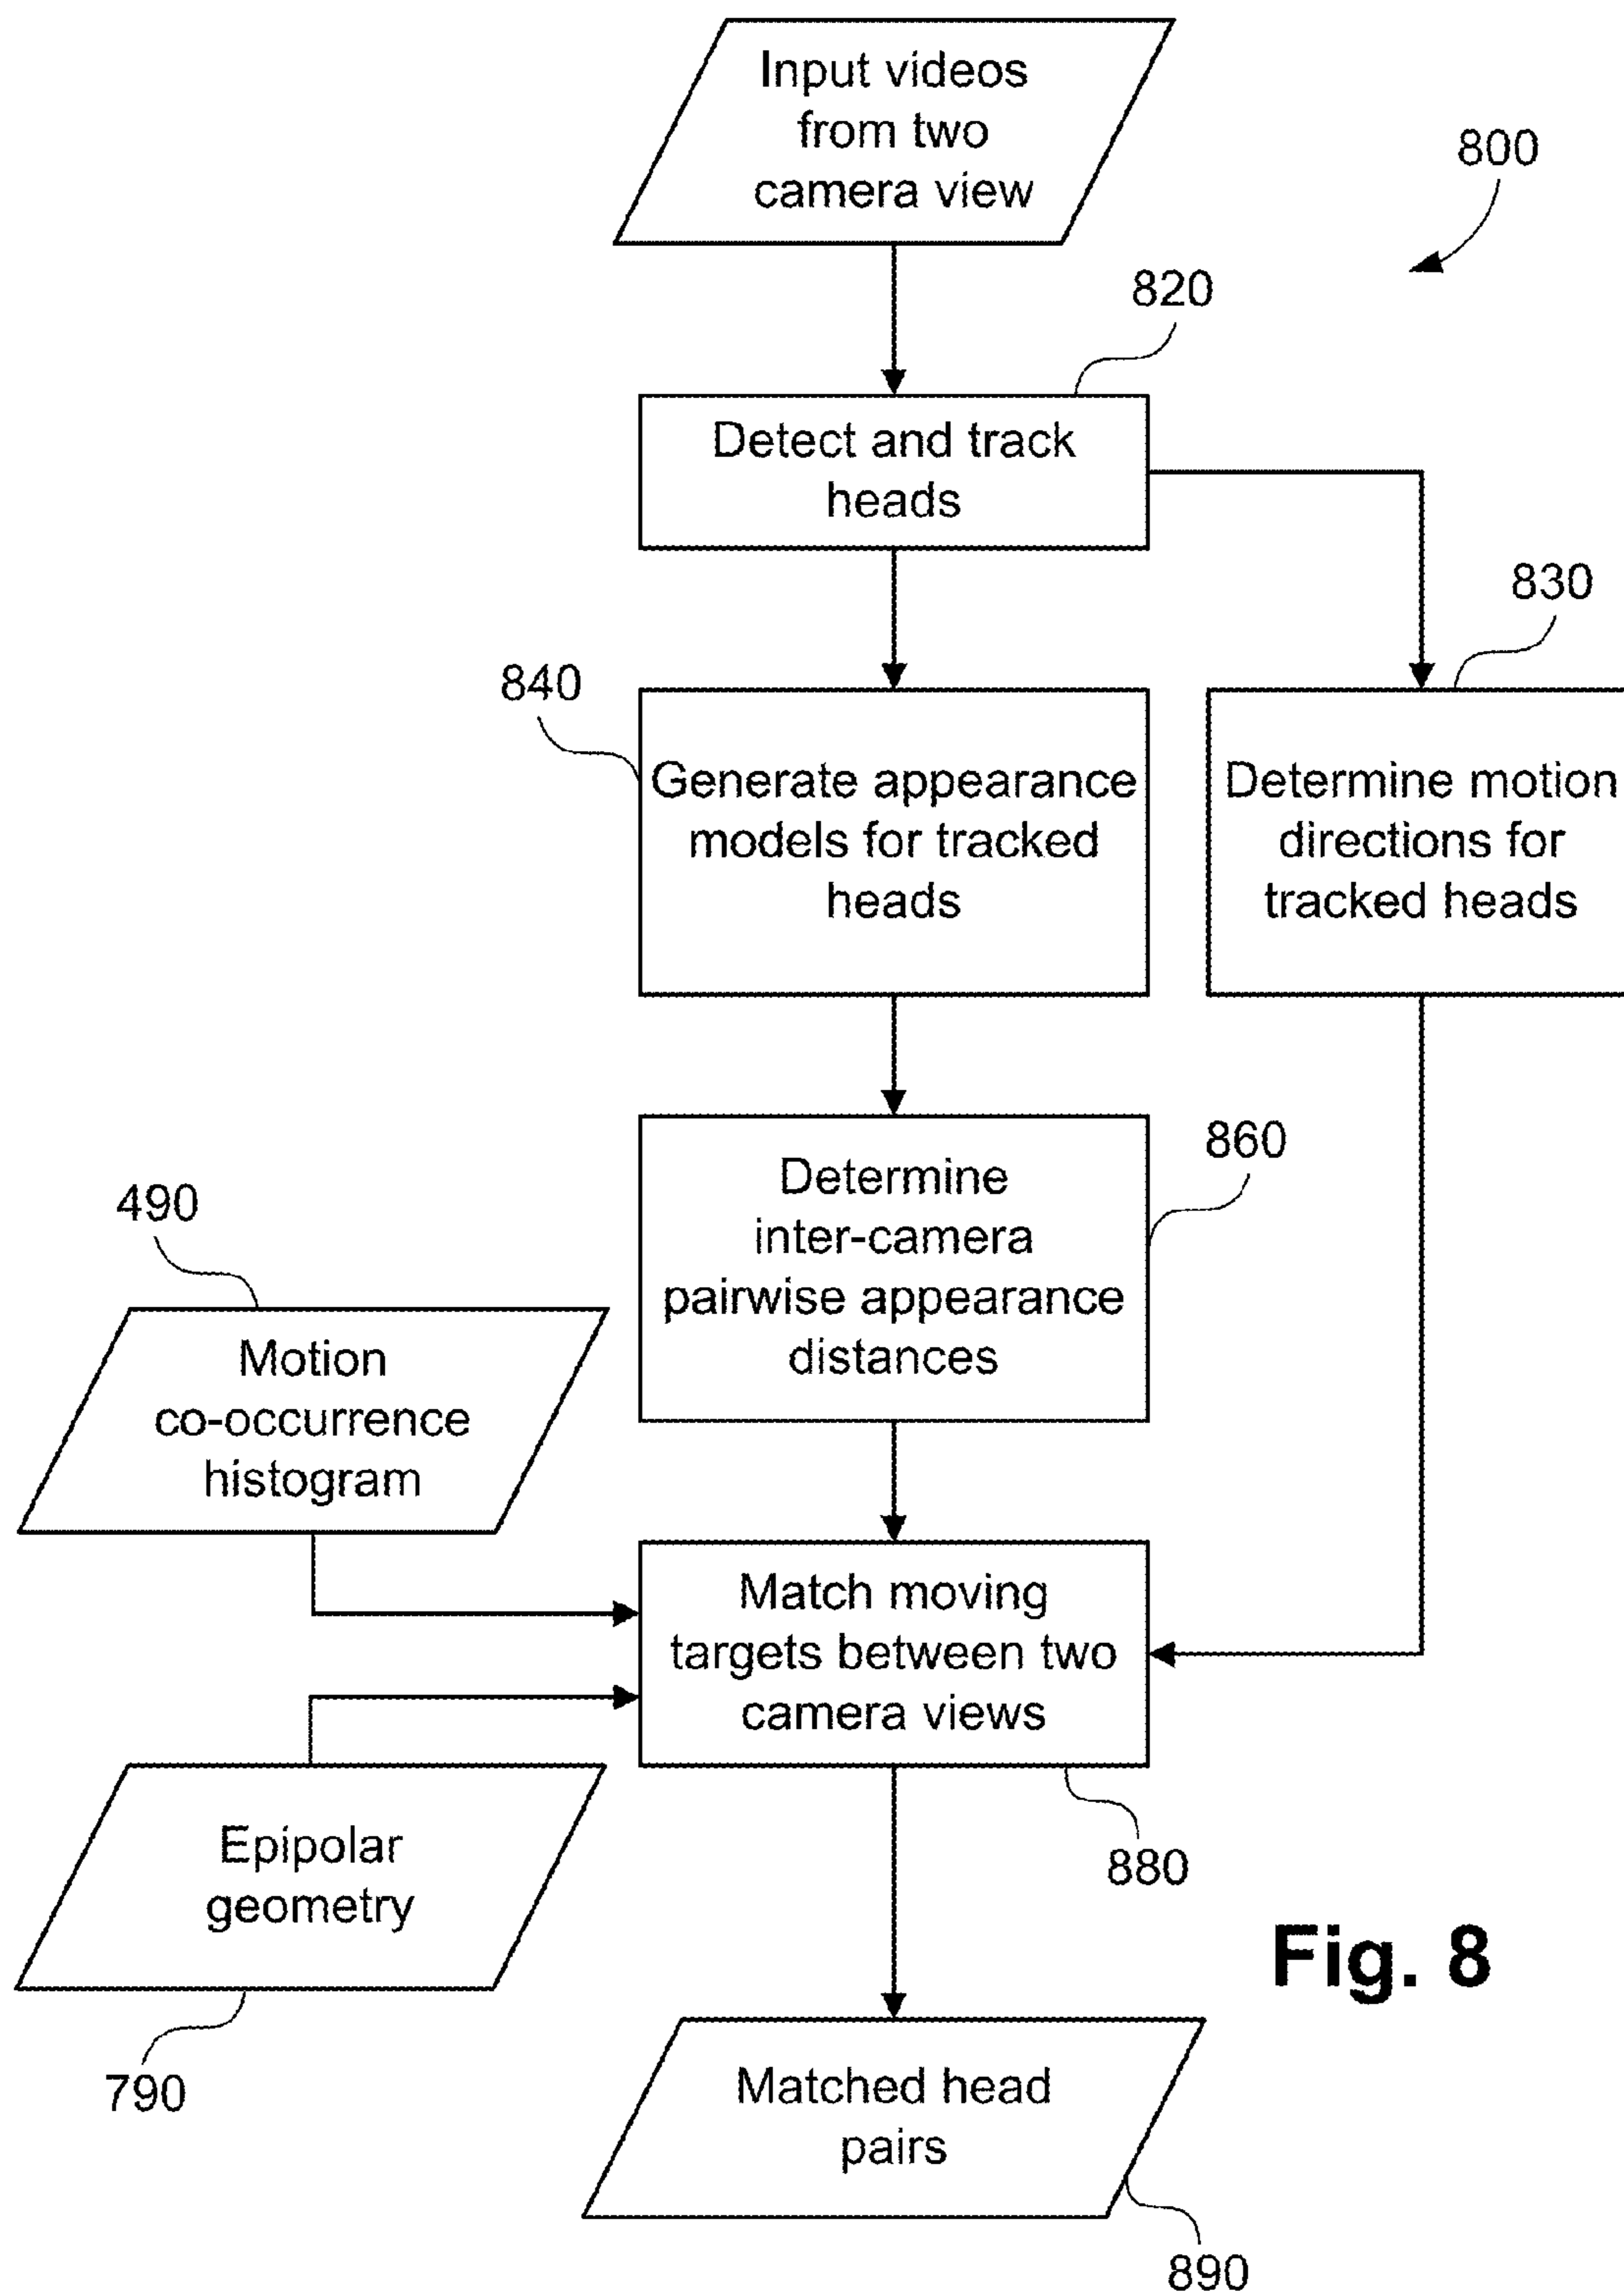 Input videos
from two
camera view
800
820
Detect and track
heads
830
840
Generate appearance
models for tracked
heads
Determine motion
directions for
tracked heads
860
Determine
inter-camera
pairwise appearance
distances
490
Motion
co-occurrence
histogram
Match moving
targets between two
camera views
880
Epipolar
geometry
790
Fig. 8
Matched head
pairs
890